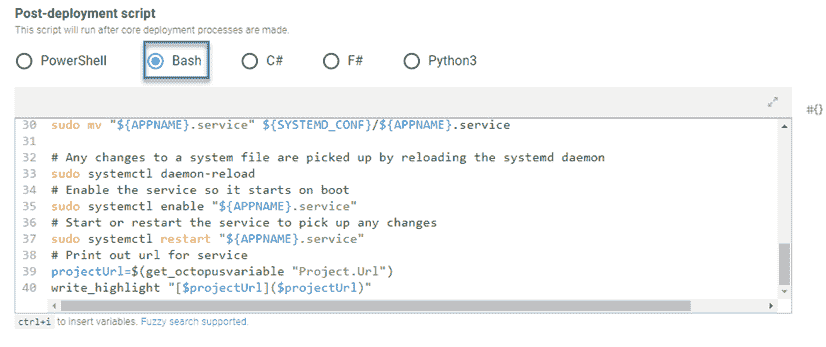 Post-deployment script
This script will run after core deployment processes are made.
PowerShell Bash C# F# Python3
#{}
30 sudo mv "${APPNAME}.service" ${SYSTEMD_CONF}/${APPNAME}.service
31
32 # Any changes to a system file are picked up by reloading the systemd daemon
33 sudo systemctl daemon-reload
34 # Enable the service so it starts on boot
35 sudo systemctl enable "${APPNAME}.service"
36 # Start or restart the service to pick up any changes
37 sudo systemctl restart "${APPNAME}.service"
38 # Print out url for service
39 projectUrl=$(get_octopusvariable "Project.Url")
40 write_highlight "[$projectUrl]($projectUrl)"
ctrl+i to insert variables. Fuzzy search supported.